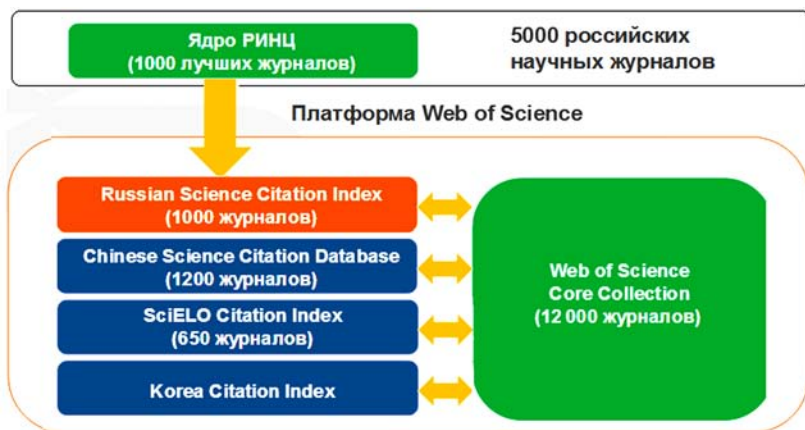 Ядро РИНЦ
(1000 лучших журналов)
5000 российских
научных журналов
Платформа Web of Science
Russian Science Citation Index
(1000 журналов)
Chinese Science Citation Database
(1200 журналов)
SciELO Citation Index
(650 журналов)
Korea Citation Index
Web of Science
Core Collection
(12 000 журналов)